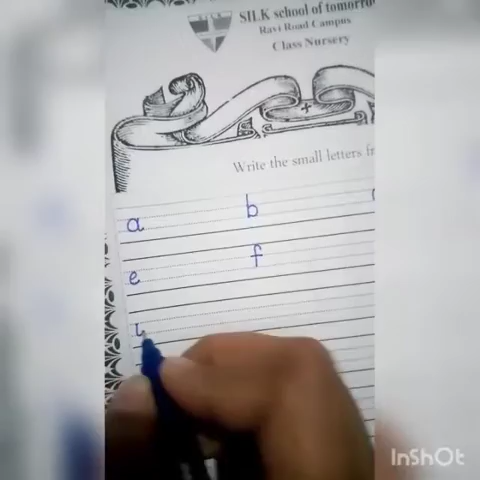 SILK school of tomorro
Ravi Road Campus
Class Nursery
Write the small letters fr
a b
e f
i
InShOt